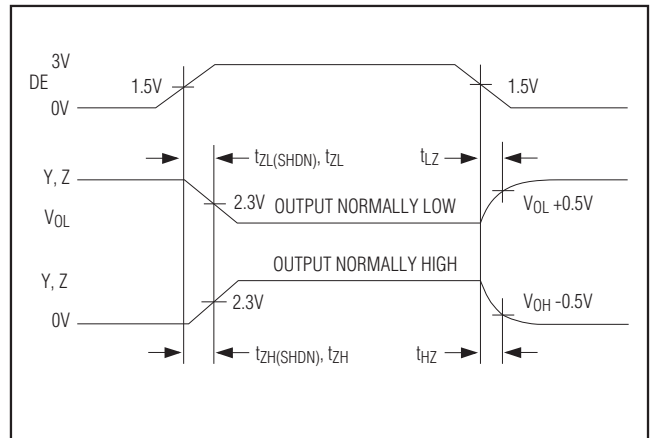 3V
DE
1.5V
1.5V
0V
tZL(SHDN), tZL
tLZ
Y, Z
2.3V
OUTPUT NORMALLY LOW
VOL +0.5V
VOL
OUTPUT NORMALLY HIGH
Y, Z
2.3V
VOH -0.5V
0V
tZH(SHDN), tZH
tHZ